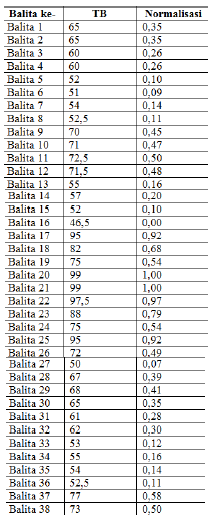 Balita ke- TB Normalisasi
Balita 1 65 0,35
Balita 2 65 0,35
Balita 3 60 0,26
Balita 4 60 0,26
Balita 5 52 0,10
Balita 6 51 0,09
Balita 7 54 0,14
Balita 8 52,5 0,11
Balita 9 70 0,45
Balita 10 71 0,47
Balita 11 72,5 0,50
Balita 12 71,5 0,48
Balita 13 55 0,16
Balita 14 57 0,20
Balita 15 52 0,10
Balita 16 46,5 0,00
Balita 17 95 0,92
Balita 18 82 0,68
Balita 19 75 0,54
Balita 20 99 1,00
Balita 21 99 1,00
Balita 22 97,5 0,97
Balita 23 88 0,79
Balita 24 75 0,54
Balita 25 95 0,92
Balita 26 72 0,49
Balita 27 50 0,07
Balita 28 67 0,39
Balita 29 68 0,41
Balita 30 65 0,35
Balita 31 61 0,28
Balita 32 62 0,30
Balita 33 53 0,12
Balita 34 55 0,16
Balita 35 54 0,14
Balita 36 52,5 0,11
Balita 37 77 0,58
Balita 38 73 0,50